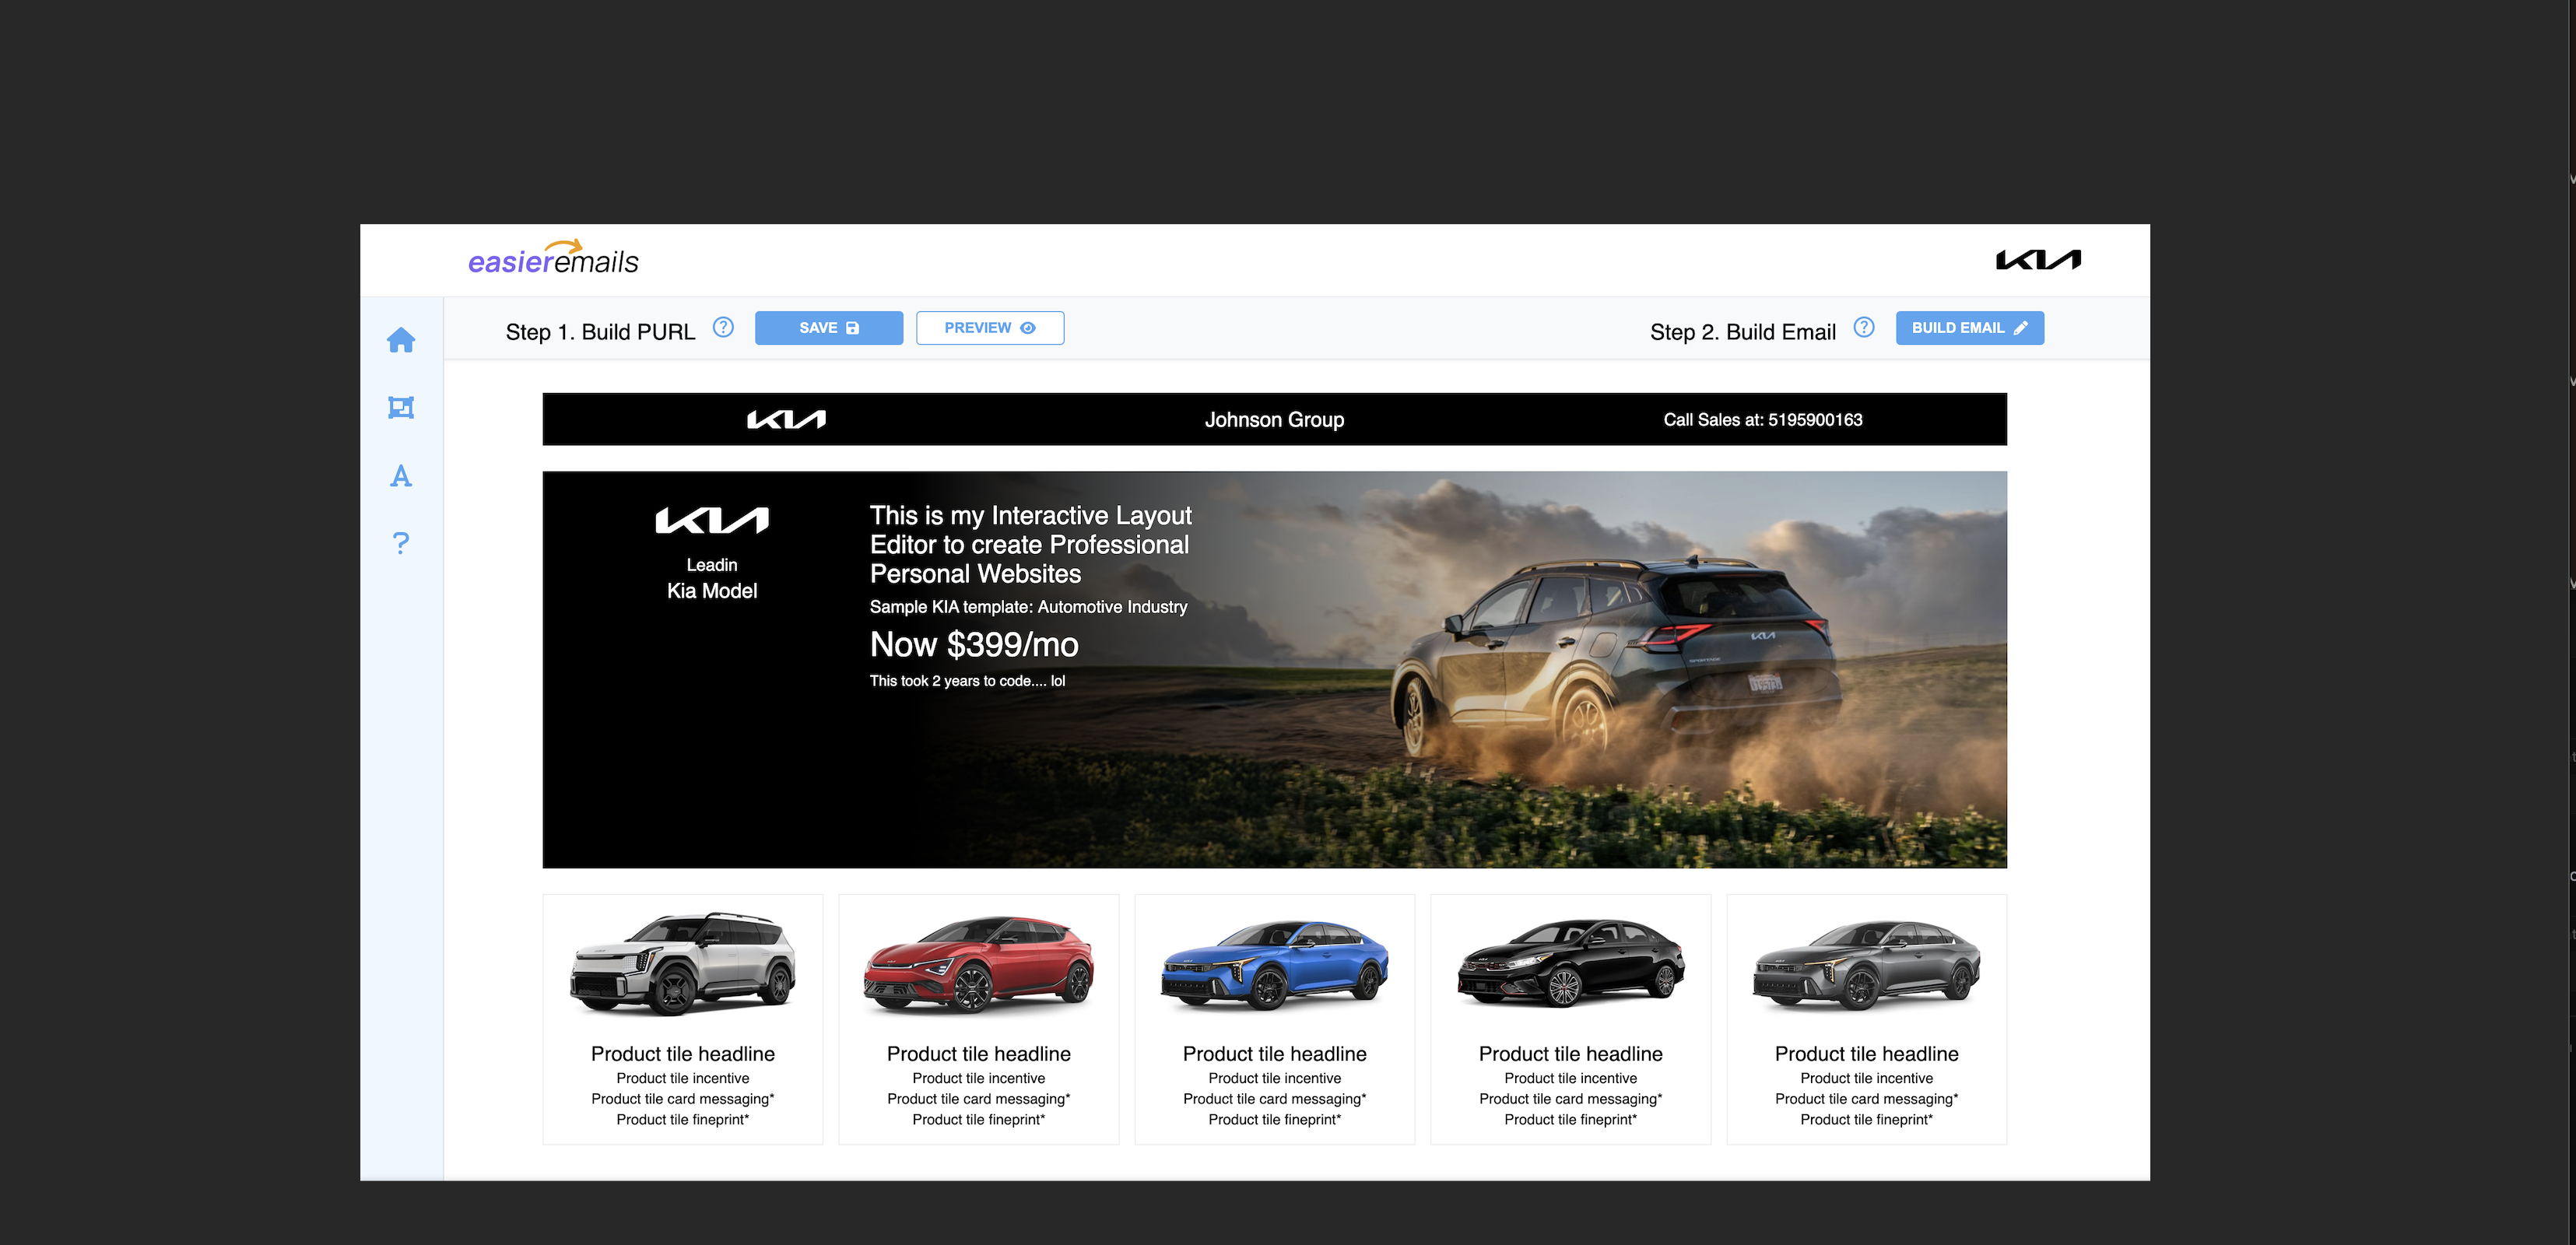 easieremails
KIA
Step 1. Build PURL
SAVE
PREVIEW
Step 2. Build Email
BUILD EMAIL
KIA
Johnson Group
Call Sales at: 5195900163
KIA
Leadin
Kia Model
This is my Interactive Layout
Editor to create Professional
Personal Websites
Sample KIA template: Automotive Industry
Now $399/mo
This took 2 years to code.... lol
KIA
Product tile headline
Product tile incentive
Product tile card messaging*
Product tile fineprint*
Product tile headline
Product tile incentive
Product tile card messaging*
Product tile fineprint*
Product tile headline
Product tile incentive
Product tile card messaging*
Product tile fineprint*
Product tile headline
Product tile incentive
Product tile card messaging*
Product tile fineprint*
Product tile headline
Product tile incentive
Product tile card messaging*
Product tile fineprint*